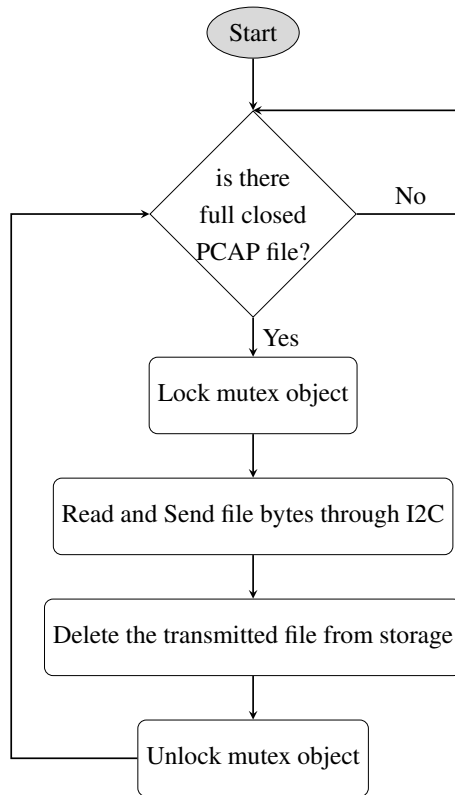 Start
is there
full closed
PCAP file?
No
Yes
Lock mutex object
Read and Send file bytes through I2C
Delete the transmitted file from storage
Unlock mutex object